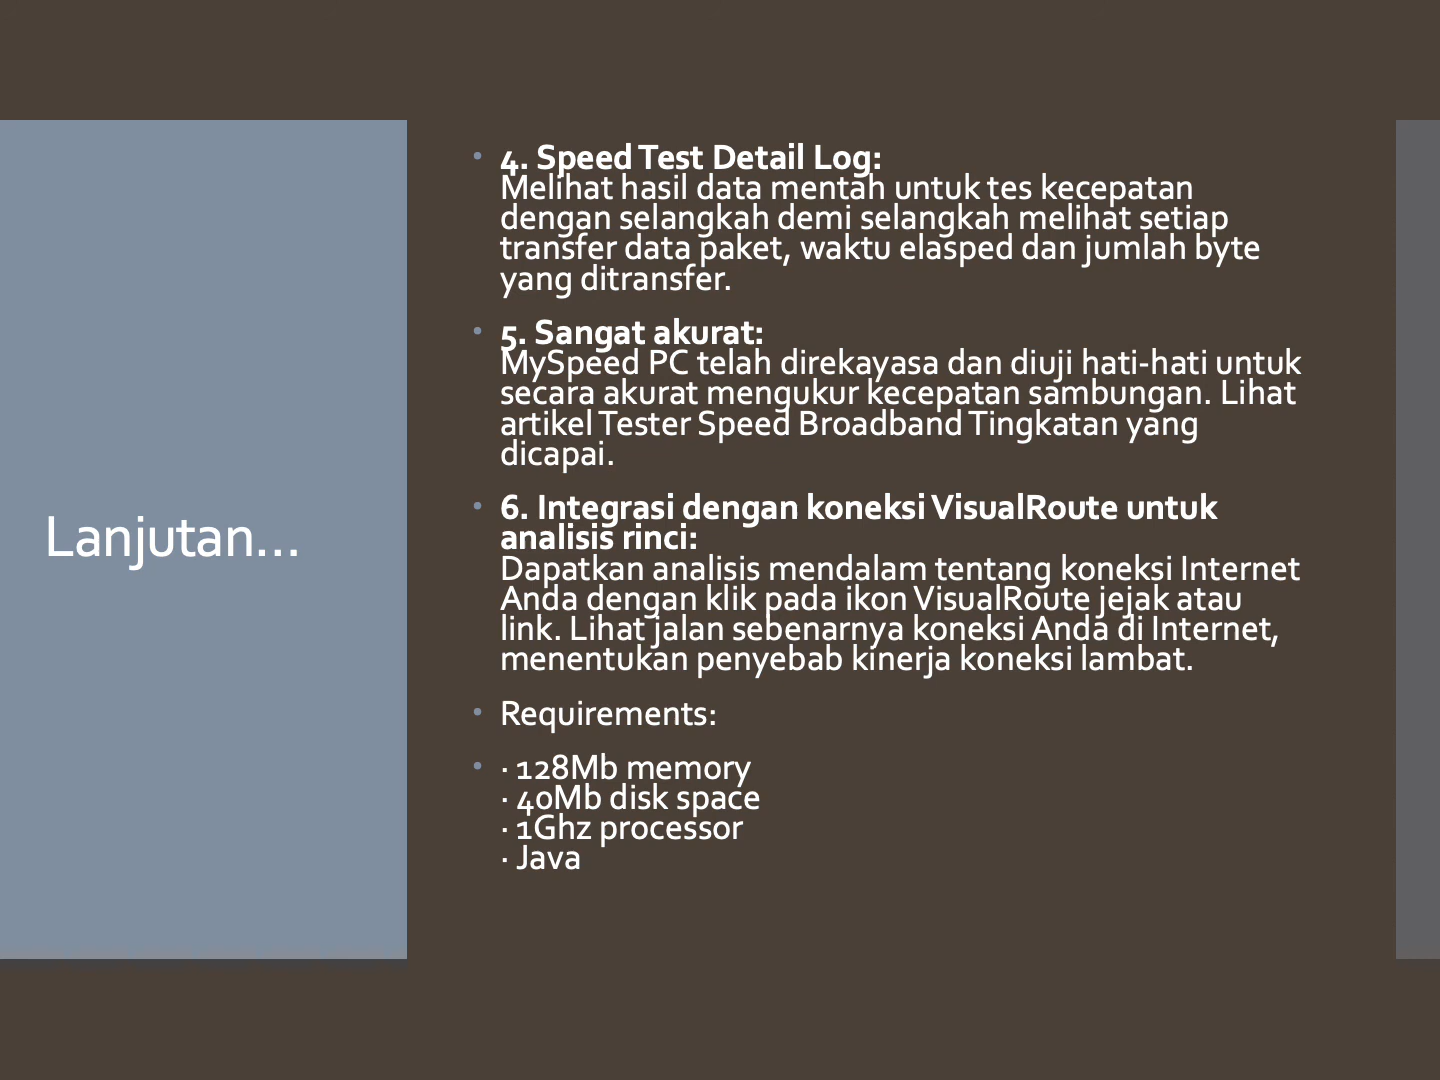 Lanjutan...
• 4. Speed Test Detail Log:
Melihat hasil data mentah untuk tes kecepatan
dengan selangkah demi selangkah melihat setiap
transfer data paket, waktu elasped dan jumlah byte
yang ditransfer.
• 5. Sangat akurat:
MySpeed PC telah direkayasa dan diuji hati-hati untuk
secara akurat mengukur kecepatan sambungan. Lihat
artikel Tester Speed Broadband Tingkatan yang
dicapai.
• 6. Integrasi dengan koneksi VisualRoute untuk
analisis rinci:
Dapatkan analisis mendalam tentang koneksi Internet
Anda dengan klik pada ikon VisualRoute jejak atau
link. Lihat jalan sebenarnya koneksi Anda di Internet,
menentukan penyebab kinerja koneksi lambat.
• Requirements:
• · 128Mb memory
· 40Mb disk space
· 1Ghz processor
· Java